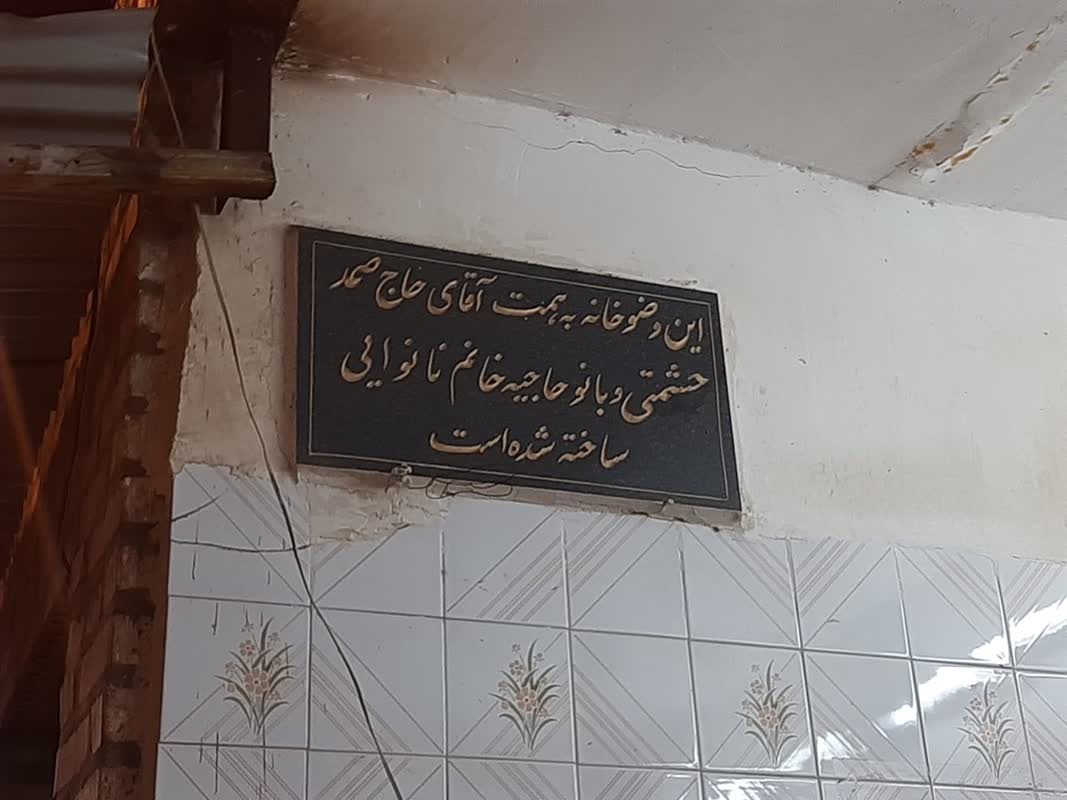 این وضوخانه به همت آقای حاج صمد
حشمتی و بانو حاجیه خانم نانوایی
ساخته شده است